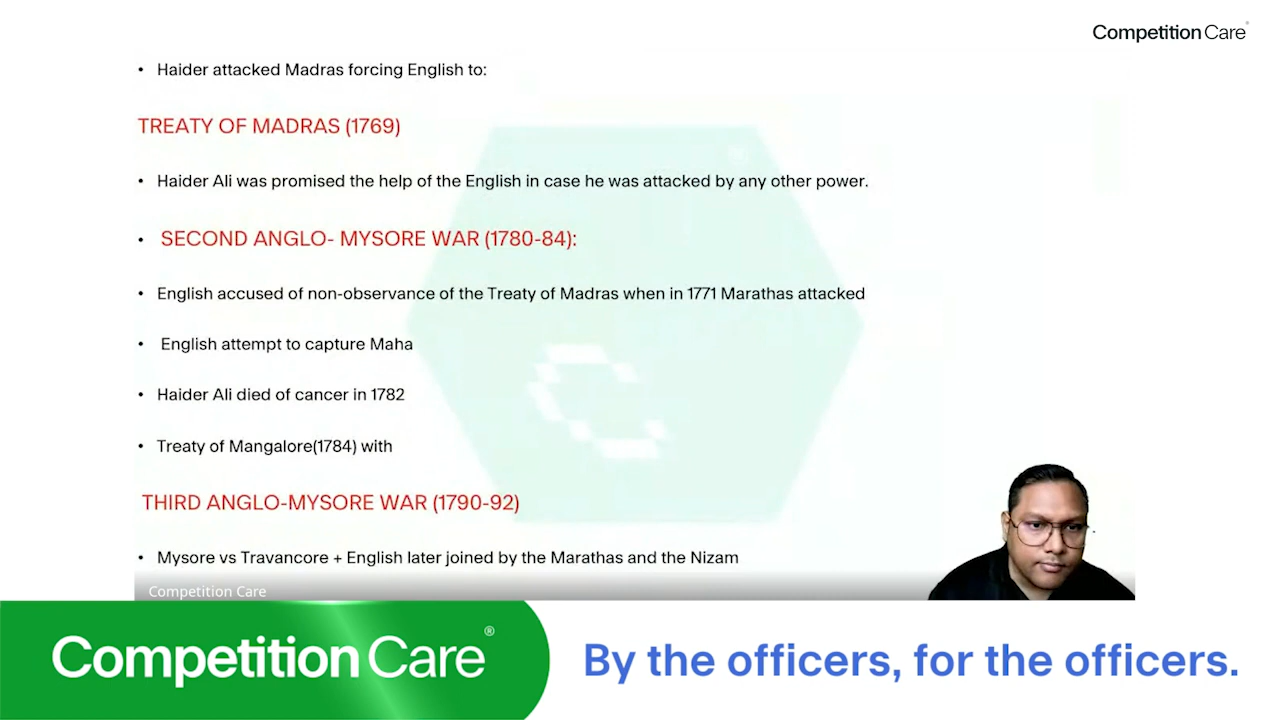 Competition Care
• Haider attacked Madras forcing English to:
TREATY OF MADRAS (1769)
• Haider Ali was promised the help of the English in case he was attacked by any other power.
• SECOND ANGLO- MYSORE WAR (1780-84):
• English accused of non-observance of the Treaty of Madras when in 1771 Marathas attacked
• English attempt to capture Maha
• Haider Ali died of cancer in 1782
• Treaty of Mangalore(1784) with
THIRD ANGLO-MYSORE WAR (1790-92)
• Mysore vs Travancore + English later joined by the Marathas and the Nizam
Competition Care
Competition Care®
By the officers, for the officers.